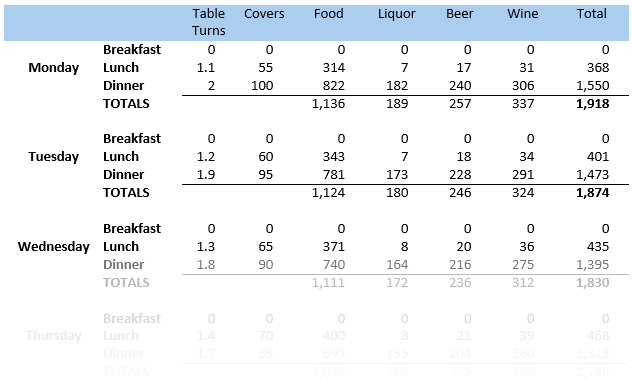 Table Turns Covers Food Liquor Beer Wine Total
Breakfast 0 0 0 0 0 0 0
Monday Lunch 1.1 55 314 7 17 31 368
Dinner 2 100 822 182 240 306 1,550
TOTALS 1,136 189 257 337 1,918
Breakfast 0 0 0 0 0 0 0
Tuesday Lunch 1.2 60 343 7 18 34 401
Dinner 1.9 95 781 173 228 291 1,473
TOTALS 1,124 180 246 324 1,874
Breakfast 0 0 0 0 0 0 0
Wednesday Lunch 1.3 65 371 8 20 36 435
Dinner 1.8 90 740 164 216 275 1,395
TOTALS 1,111 172 236 312 1,830
Breakfast 0 0 0 0 0 0 0
Thursday Lunch 1.4 70 400 8 21 39 468
Dinner 1.7 85 699 155 204 260 1,318
TOTALS